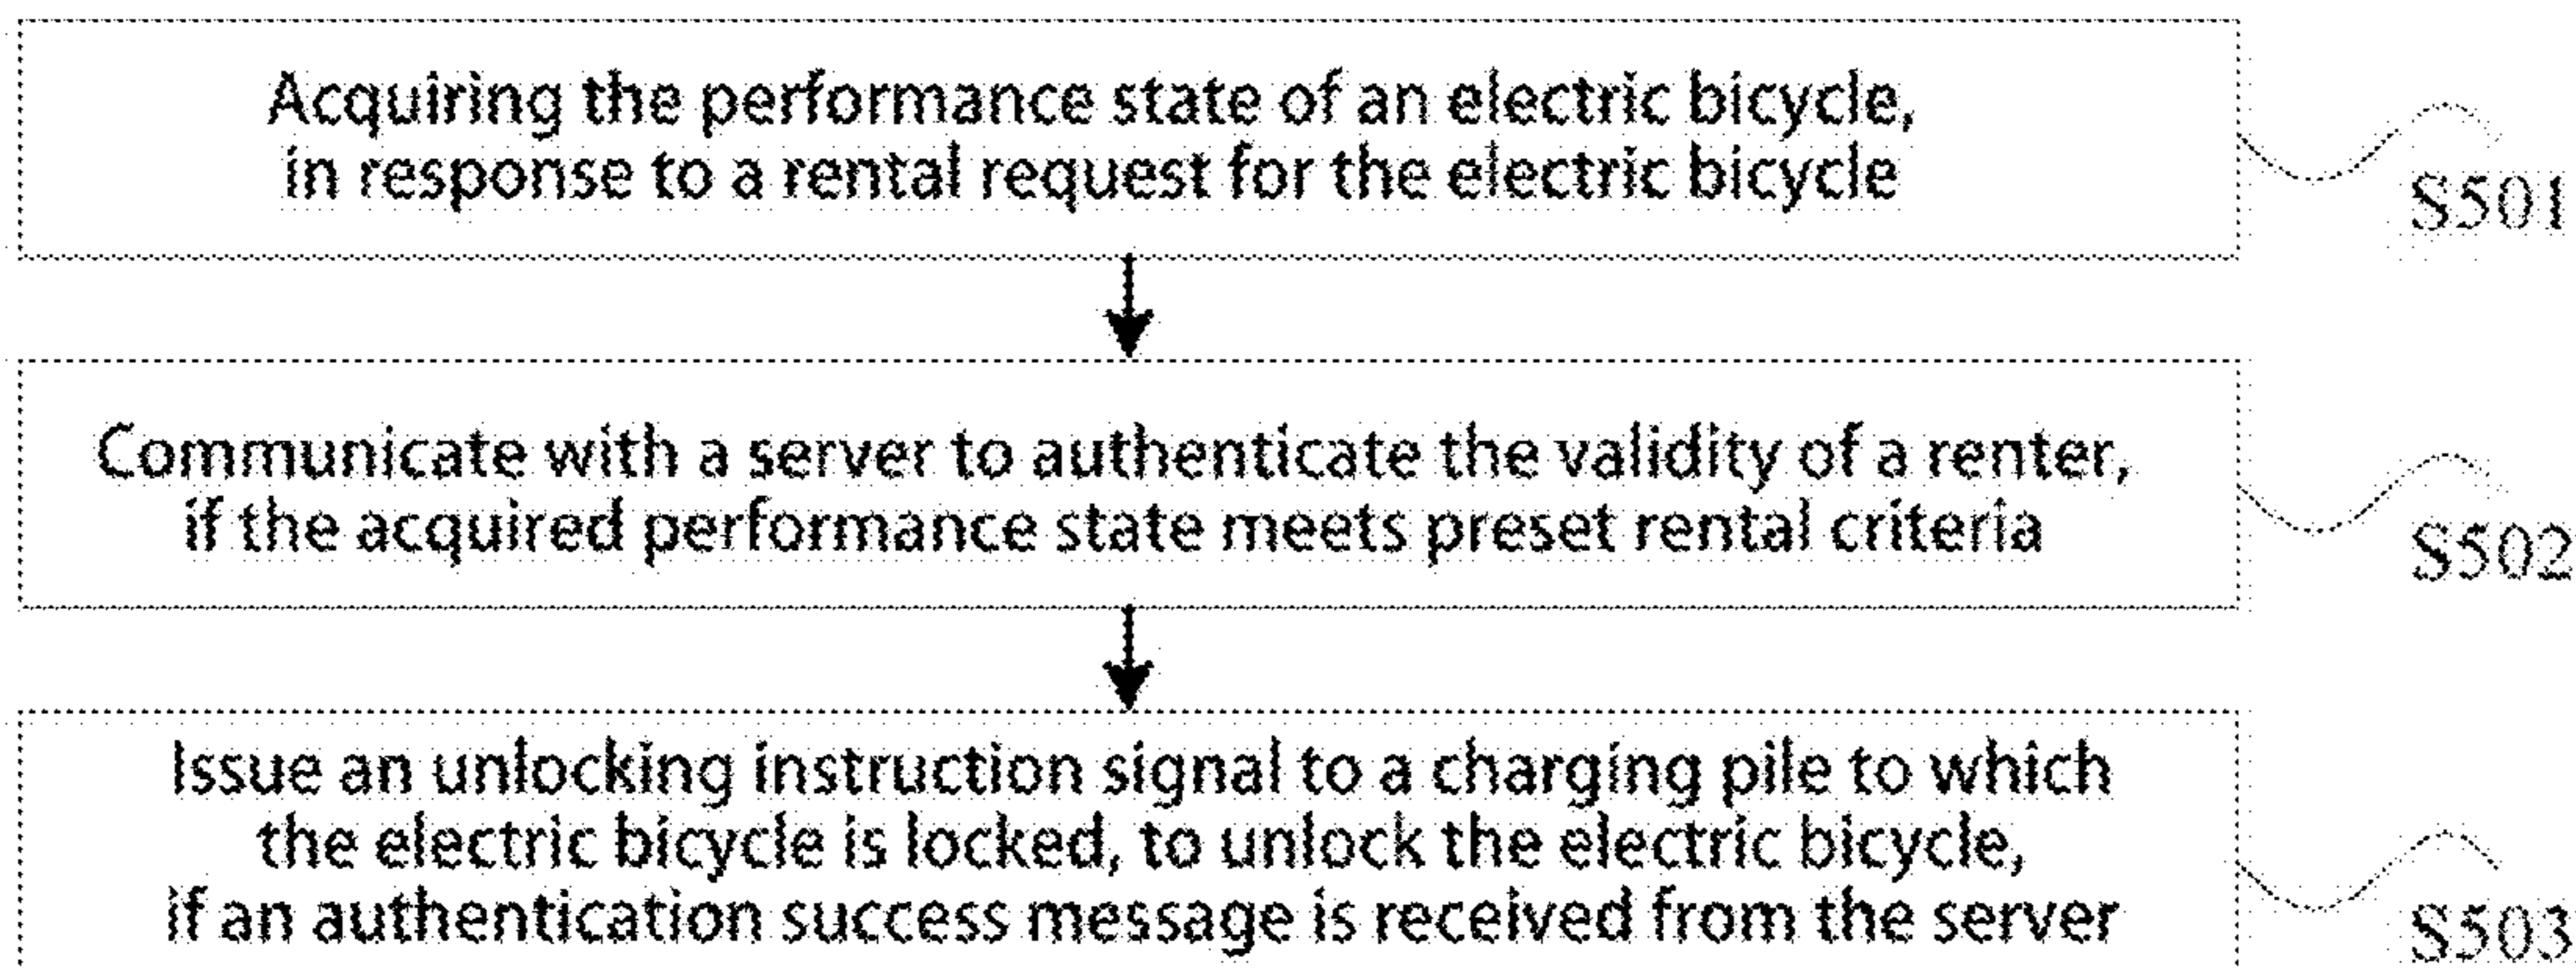 Acquiring the performance state of an electric bicycle,
in response to a rental request for the electric bicycle
S501
Communicate with a server to authenticate the validity of a renter,
if the acquired performance state meets preset rental criteria
S502
Issue an unlocking instruction signal to a charging pile to which
the electric bicycle is locked, to unlock the electric bicycle,
if an authentication success message is received from the server
S503